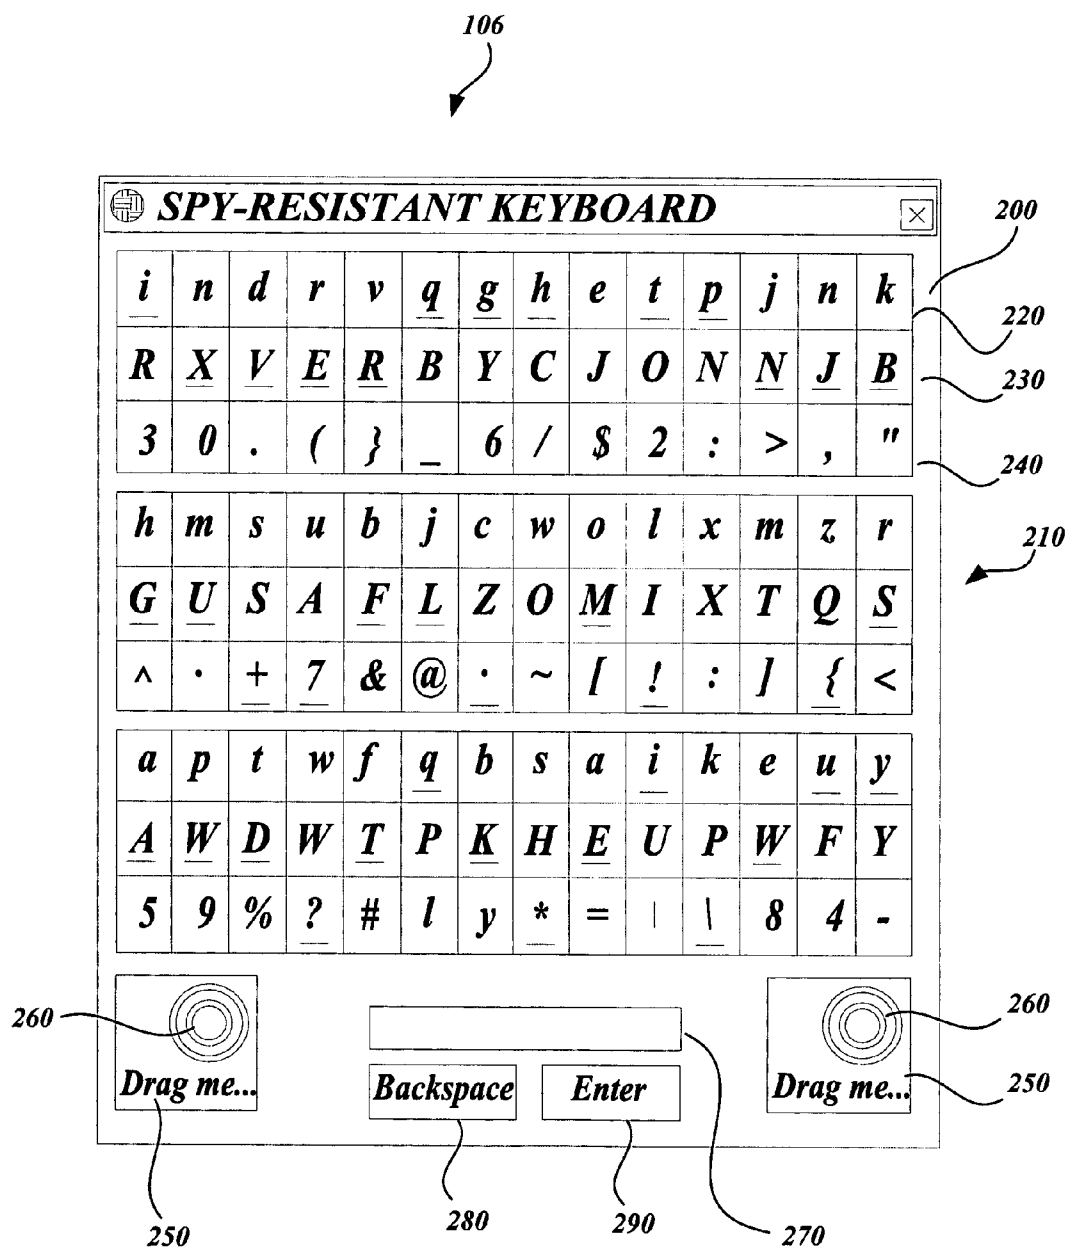 106
SPY-RESISTANT KEYBOARD
200
i n d r v q g h e t p j n k
220
R X V E R B Y C J O N N J B
230
3 0 . ( } _ 6 / $ 2 : > , "
240
h m s u b j c w o l x m z r
210
G U S A F L Z O M I X T Q S
^ · + 7 & @ · ~ [ ! : ] { <
a p t w f q b s a i k e u y
A W D W T P K H E U P W F Y
5 9 % ? # l y * = | \ 8 4 -
260
260
Drag me...
Backspace
Enter
Drag me...
250
250
280
290
270